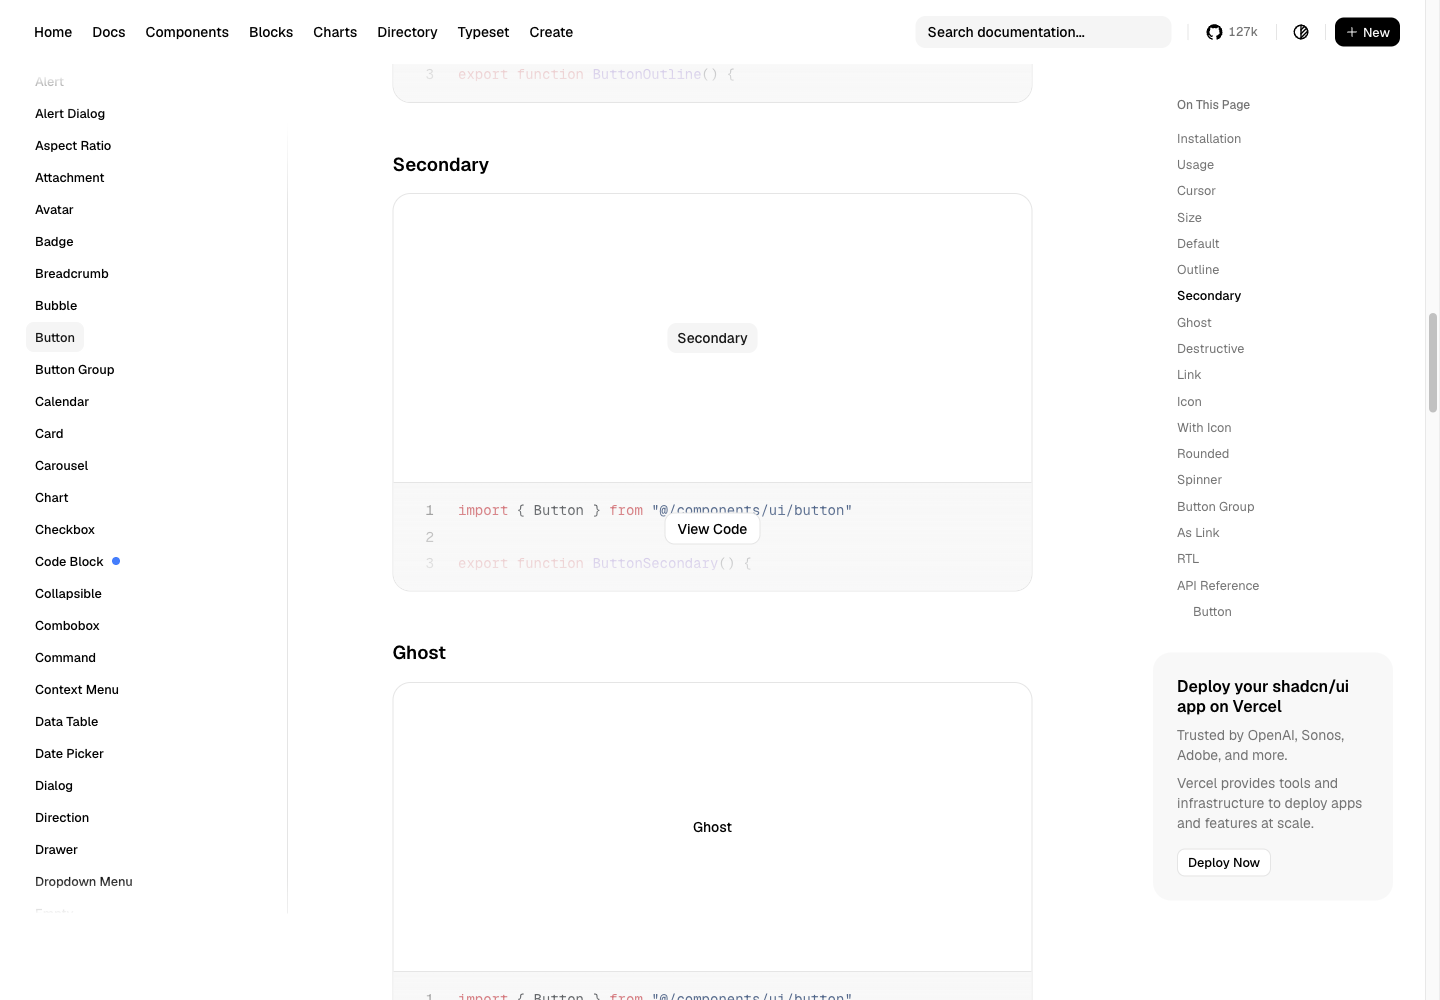 Home Docs Components Blocks Charts Directory Typeset Create
Search documentation...
127k
New
Alert
Alert Dialog
Aspect Ratio
Attachment
Avatar
Badge
Breadcrumb
Bubble
Button
Button Group
Calendar
Card
Carousel
Chart
Checkbox
Code Block
Collapsible
Combobox
Command
Context Menu
Data Table
Date Picker
Dialog
Direction
Drawer
Dropdown Menu
Empty
3 export function ButtonOutline() {
Secondary
Secondary
1 import { Button } from "@/components/ui/button"
View Code
2
3 export function ButtonSecondary() {
Ghost
Ghost
1 import { Button } from "@/components/ui/button"
On This Page
Installation
Usage
Cursor
Size
Default
Outline
Secondary
Ghost
Destructive
Link
Icon
With Icon
Rounded
Spinner
Button Group
As Link
RTL
API Reference
Button
Deploy your shadcn/ui
app on Vercel
Trusted by OpenAI, Sonos,
Adobe, and more.
Vercel provides tools and
infrastructure to deploy apps
and features at scale.
Deploy Now